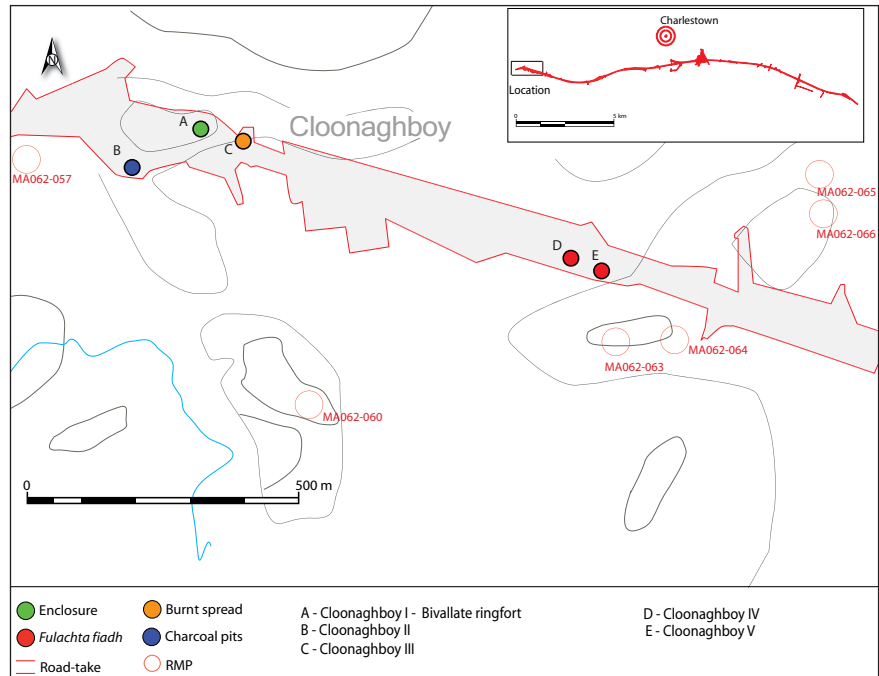 Charlestown
Location
0
5 km
N
Cloonaghboy
A
B
C
D
E
MA062-057
MA062-065
MA062-066
MA062-063
MA062-064
MA062-060
0
500 m
Enclosure
Fulachta fiadh
Road-take
Burnt spread
Charcoal pits
RMP
A - Cloonaghboy I - Bivallate ringfort
B - Cloonaghboy II
C - Cloonaghboy III
D - Cloonaghboy IV
E - Cloonaghboy V